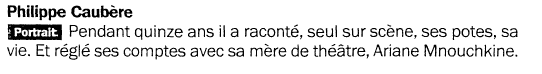 Philippe Caubère
Portrait. Pendant quinze ans il a raconté, seul sur scène, ses potes, sa
vie. Et réglé ses comptes avec sa mère de théâtre, Ariane Mnouchkine.